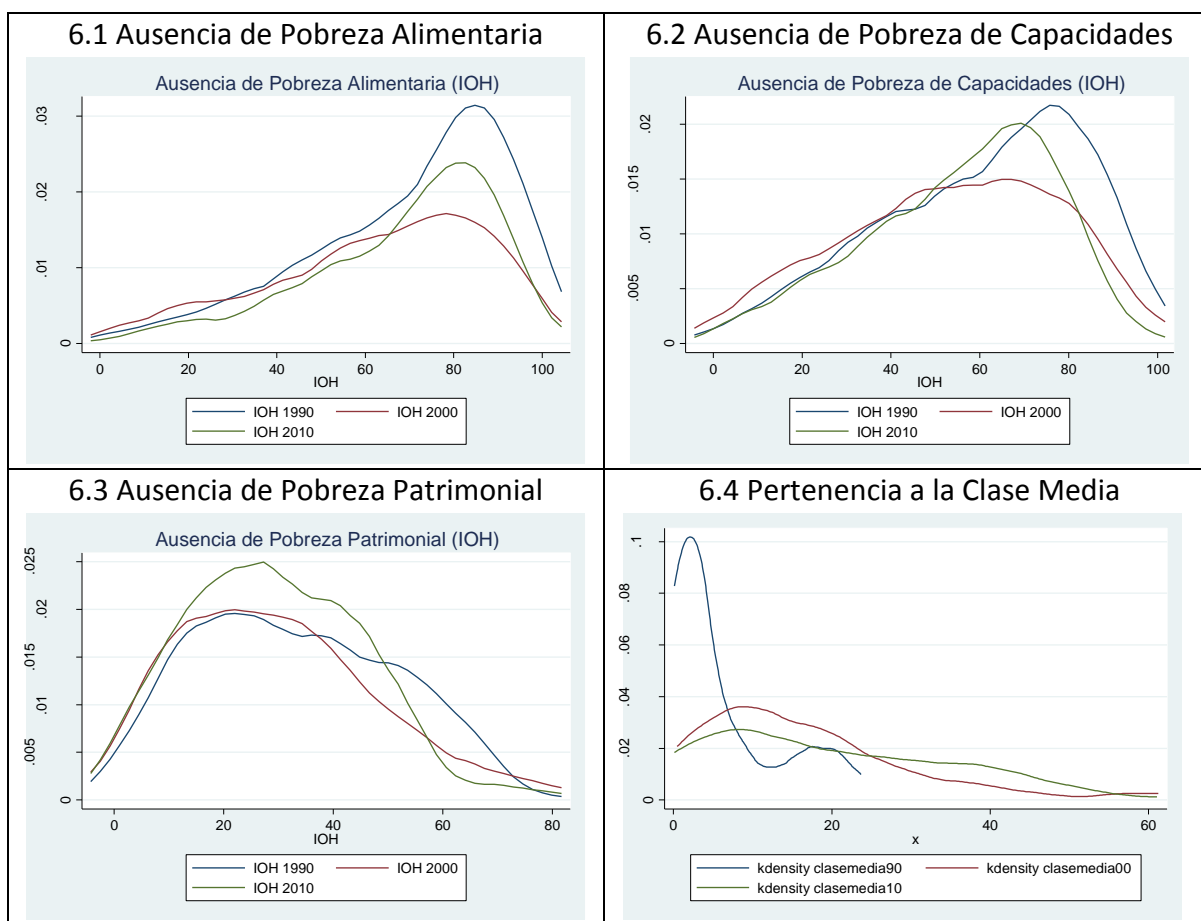 6.1 Ausencia de Pobreza Alimentaria
Ausencia de Pobreza Alimentaria (IOH)
.03
.02
.01
0
0 20 40 60 80 100
IOH
IOH 1990 IOH 2000
IOH 2010
6.2 Ausencia de Pobreza de Capacidades
Ausencia de Pobreza de Capacidades (IOH)
.02
.015
.01
.005
0
0 20 40 60 80 100
IOH
IOH 1990 IOH 2000
IOH 2010
6.3 Ausencia de Pobreza Patrimonial
Ausencia de Pobreza Patrimonial (IOH)
.025
.02
.015
.01
.005
0
0 20 40 60 80
IOH
IOH 1990 IOH 2000
IOH 2010
6.4 Pertenencia a la Clase Media
.1
.08
.06
.04
.02
0
0 20 40 60
x
kdensity clasemedia90 kdensity clasemedia00
kdensity clasemedia10